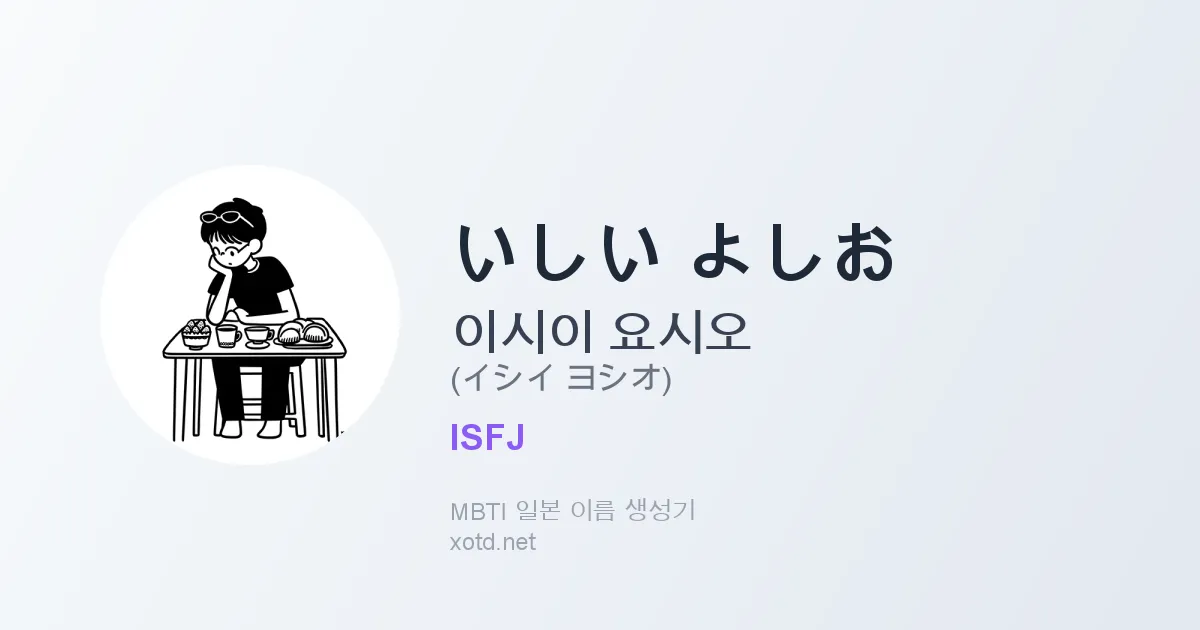 いしい よしお
이시이 요시오
(イシイ ヨシオ)
ISFJ
MBTI 일본 이름 생성기
xotd.net